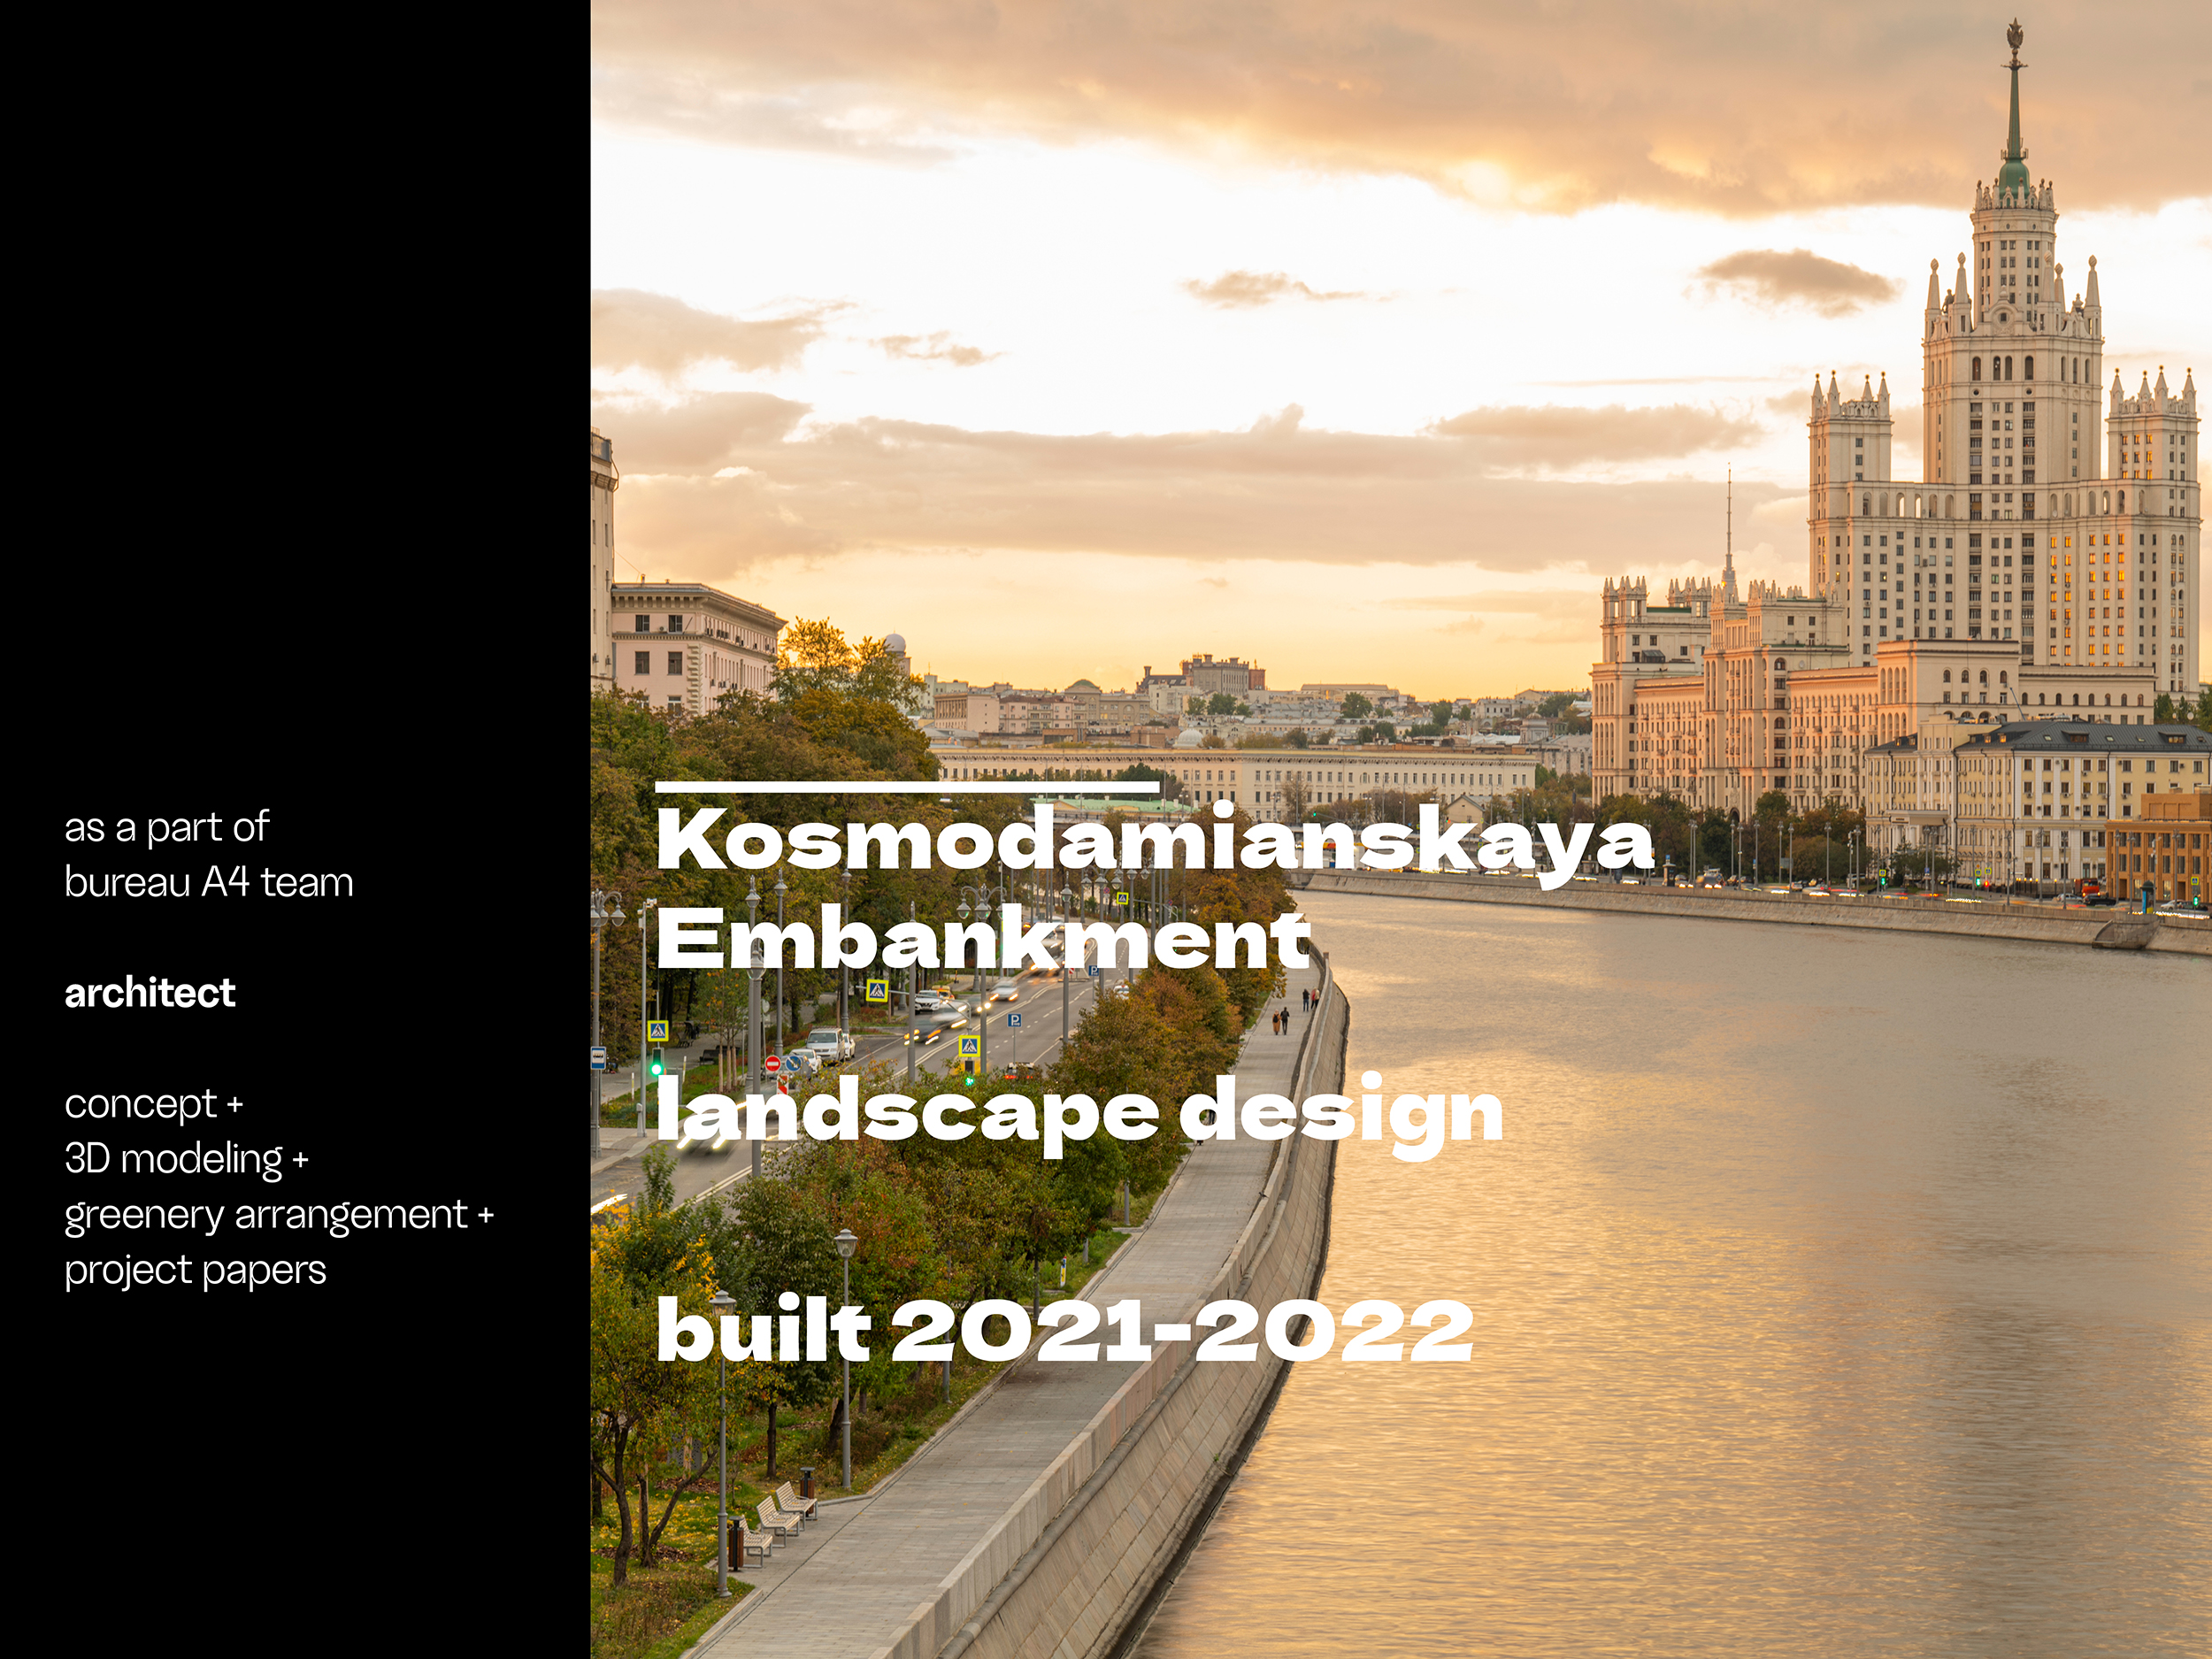 as a part of
bureau A4 team
architect
concept +
3D modeling +
greenery arrangement +
project papers
Kosmodamianskaya
Embankment
landscape design
built 2021-2022